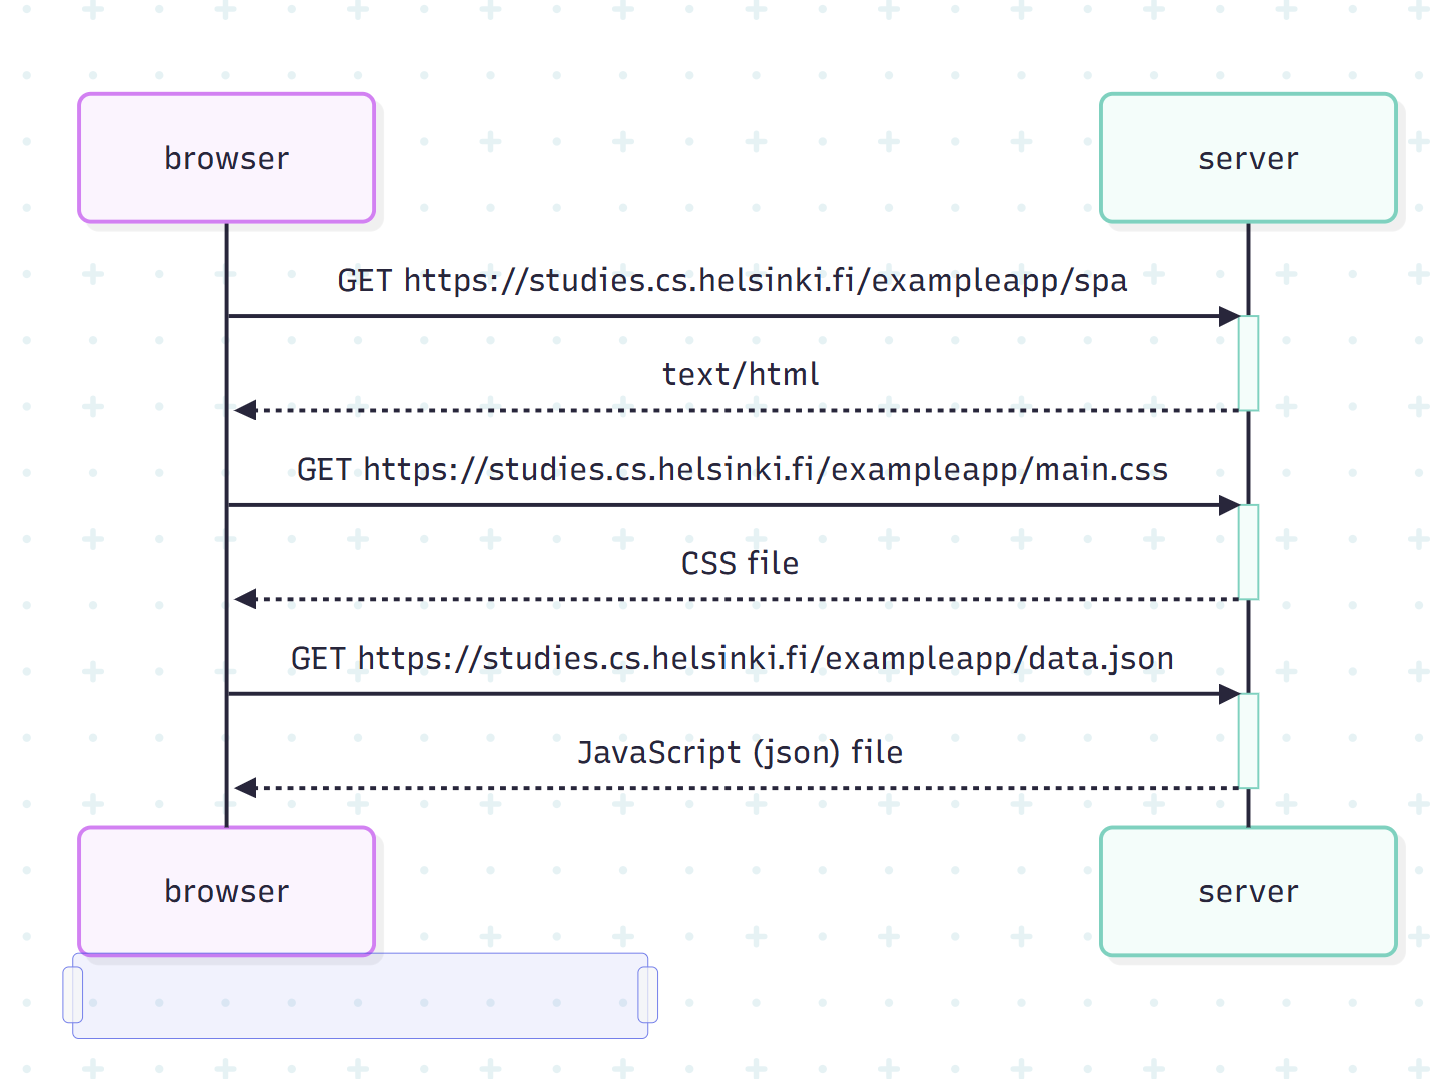 browser
server
GET https://studies.cs.helsinki.fi/exampleapp/spa
text/html
GET https://studies.cs.helsinki.fi/exampleapp/main.css
CSS file
GET https://studies.cs.helsinki.fi/exampleapp/data.json
JavaScript (json) file
browser
server